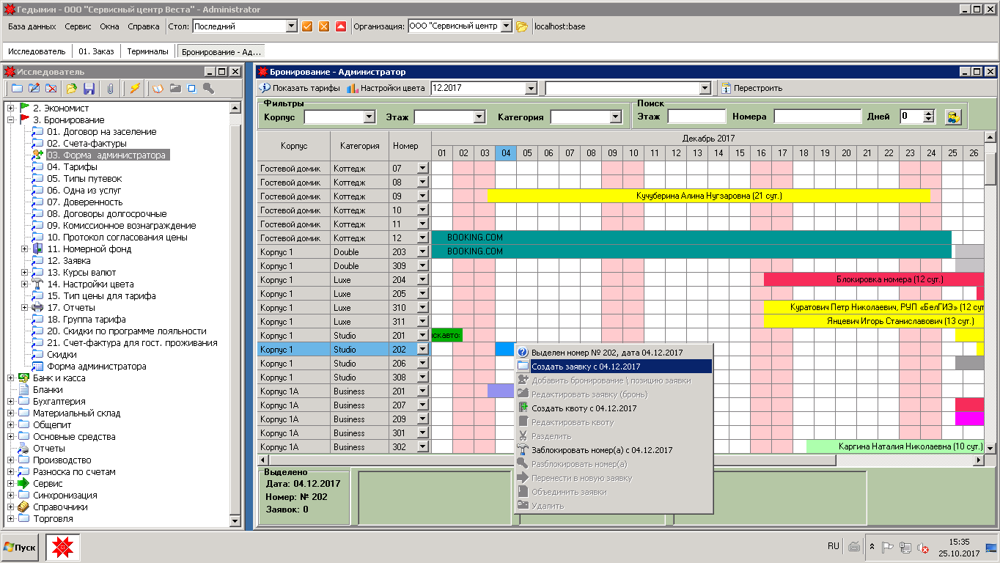 Гедымин - ООО "Сервисный центр Веста" - Administrator
База данных Сервис Окна Справка Стол: Последний Организация: ООО "Сервисный центр localhost:base
Исследователь 01. Заказ Терминалы Бронирование - Ад...
Исследователь
2. Экономист
3. Бронирование
01. Договор на заселение
02. Счета-фактуры
03. Форма администратора
04. Тарифы
05. Типы путевок
06. Одна из услуг
07. Доверенность
08. Договоры долгосрочные
09. Комиссионное вознаграждение
10. Протокол согласования цены
11. Номерной фонд
12. Заявка
13. Курсы валют
14. Настройки цвета
15. Тип цены для тарифа
17. Отчеты
18. Группа тарифа
20. Скидки по программе лояльности
21. Счет-фактура для гост. проживания
Скидки
Форма администратора
Банк и касса
Бланки
Бухгалтерия
Материальный склад
Общепит
Основные средства
Отчеты
Производство
Разноска по счетам
Сервис
Синхронизация
Справочники
Торговля
Бронирование - Администратор
Показать тарифы Настройки цвета 12.2017 Перестроить
Фильтры Поиск
Корпус Этаж Категория Этаж Номера Дней 0
Корпус Категория Номер Декабрь 2017
01 02 03 04 05 06 07 08 09 10 11 12 13 14 15 16 17 18 19 20 21 22 23 24 25 26
Гостевой домик Коттедж 07
Гостевой домик Коттедж 08
Гостевой домик Коттедж 09 Кучуберина Алина Нугзаровна (21 сут.)
Гостевой домик Коттедж 10
Гостевой домик Коттедж 11
Гостевой домик Коттедж 12 BOOKING.COM
Корпус 1 Double 203 BOOKING.COM
Корпус 1 Double 309
Корпус 1 Luxe 204 Блокировка номера (12 сут.)
Корпус 1 Luxe 205
Корпус 1 Luxe 310 Куратович Петр Николаевич, РУП «БелГИЭ» (12 сут
Корпус 1 Luxe 311 Янцевич Игорь Станиславович (13 сут.)
Корпус 1 Studio 201 скавто:
Корпус 1 Studio 202
Корпус 1 Studio 206
Корпус 1 Studio 308
Корпус 1А Business 201
Корпус 1А Business 207
Корпус 1А Business 209
Корпус 1А Business 301
Корпус 1А Business 302 Каргина Наталия Николаевна (10 сут.)
Выделен номер № 202, дата 04.12.2017
Создать заявку с 04.12.2017
Добавить бронирование \ позицию заявки
Редактировать заявку (бронь)
Создать квоту с 04.12.2017
Редактировать квоту
Разделить
Заблокировать номер(а) с 04.12.2017
Разблокировать номер(а)
Перенести в новую заявку
Объединить заявки
Удалить
Выделено
Дата: 04.12.2017
Номер: № 202
Заявок: 0
Пуск
RU
15:35
25.10.2017